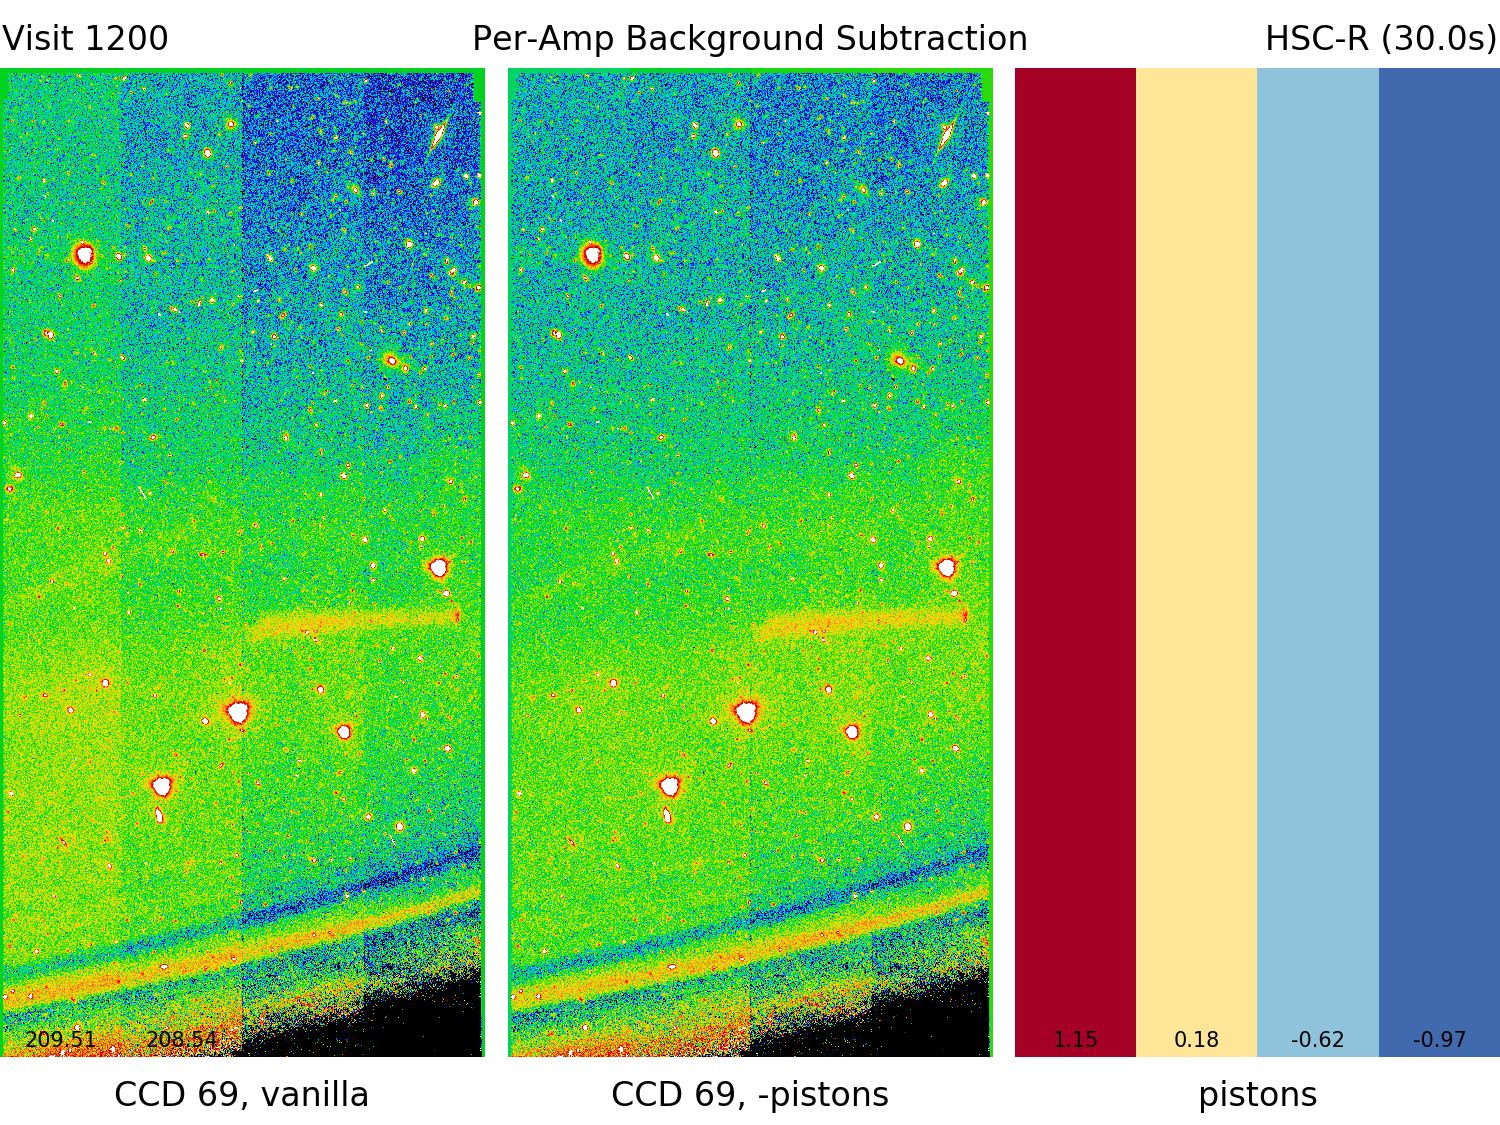 Visit 1200
Per-Amp Background Subtraction
HSC-R (30.0s)
209.51
208.54
1.15
0.18
-0.62
-0.97
CCD 69, vanilla
CCD 69, -pistons
pistons